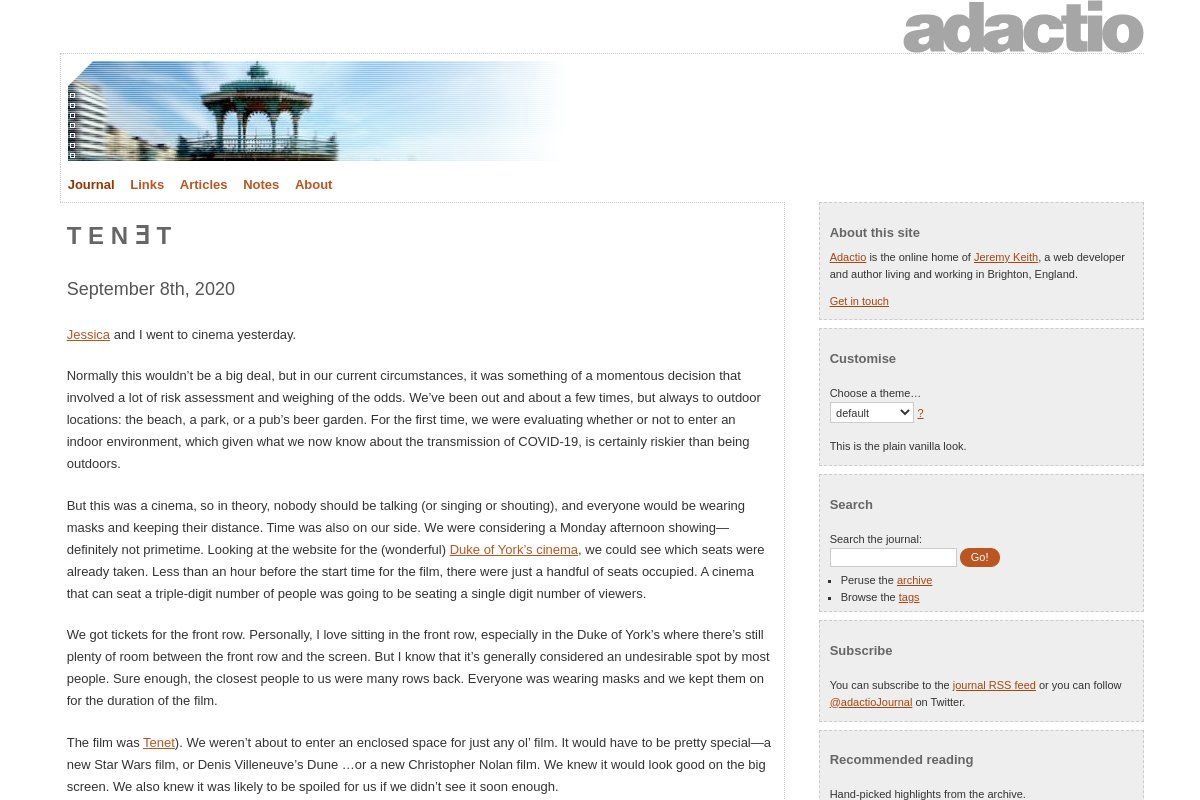 adactio
Journal Links Articles Notes About
T E N Ǝ T
September 8th, 2020
Jessica and I went to cinema yesterday.
Normally this wouldn’t be a big deal, but in our current circumstances, it was something of a momentous decision that
involved a lot of risk assessment and weighing of the odds. We’ve been out and about a few times, but always to outdoor
locations: the beach, a park, or a pub’s beer garden. For the first time, we were evaluating whether or not to enter an
indoor environment, which given what we now know about the transmission of COVID-19, is certainly riskier than being
outdoors.
But this was a cinema, so in theory, nobody should be talking (or singing or shouting), and everyone would be wearing
masks and keeping their distance. Time was also on our side. We were considering a Monday afternoon showing—
definitely not primetime. Looking at the website for the (wonderful) Duke of York’s cinema, we could see which seats were
already taken. Less than an hour before the start time for the film, there were just a handful of seats occupied. A cinema
that can seat a triple-digit number of people was going to be seating a single digit number of viewers.
We got tickets for the front row. Personally, I love sitting in the front row, especially in the Duke of York’s where there’s still
plenty of room between the front row and the screen. But I know that it’s generally considered an undesirable spot by most
people. Sure enough, the closest people to us were many rows back. Everyone was wearing masks and we kept them on
for the duration of the film.
The film was Tenet). We weren’t about to enter an enclosed space for just any ol’ film. It would have to be pretty special—a
new Star Wars film, or Denis Villeneuve’s Dune …or a new Christopher Nolan film. We knew it would look good on the big
screen. We also knew it was likely to be spoiled for us if we didn’t see it soon enough.
About this site
Adactio is the online home of Jeremy Keith, a web developer
and author living and working in Brighton, England.
Get in touch
Customise
Choose a theme…
default ?
This is the plain vanilla look.
Search
Search the journal:
Go!
Peruse the archive
Browse the tags
Subscribe
You can subscribe to the journal RSS feed or you can follow
@adactioJournal on Twitter.
Recommended reading
Hand-picked highlights from the archive.